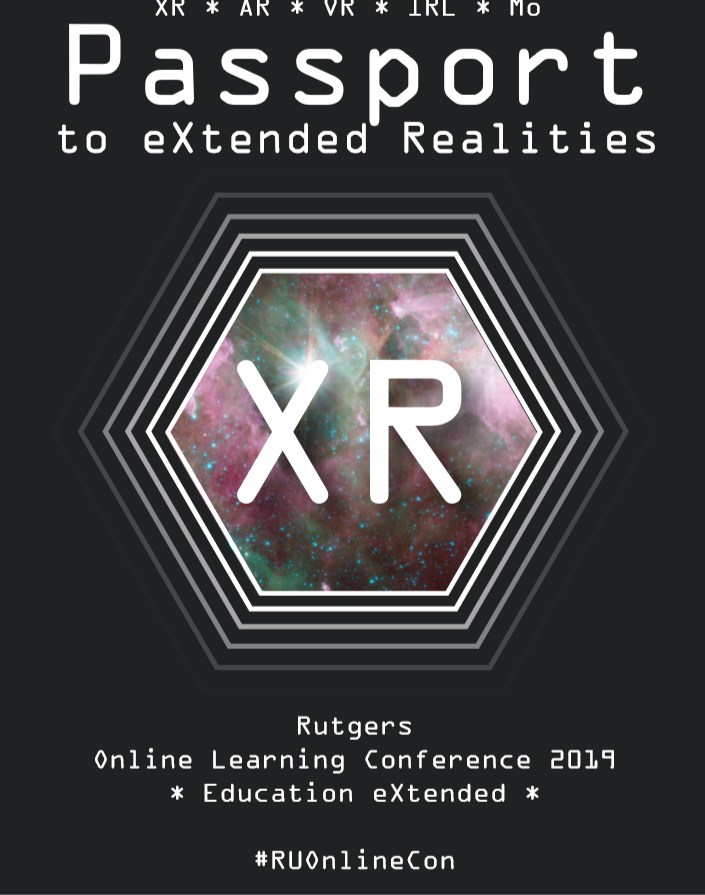 XR * AR * VR * IRL * Mo
Passport
to eXtended Realities
XR
Rutgers
Online Learning Conference 2019
* Education eXtended *
#RUOnlineCon